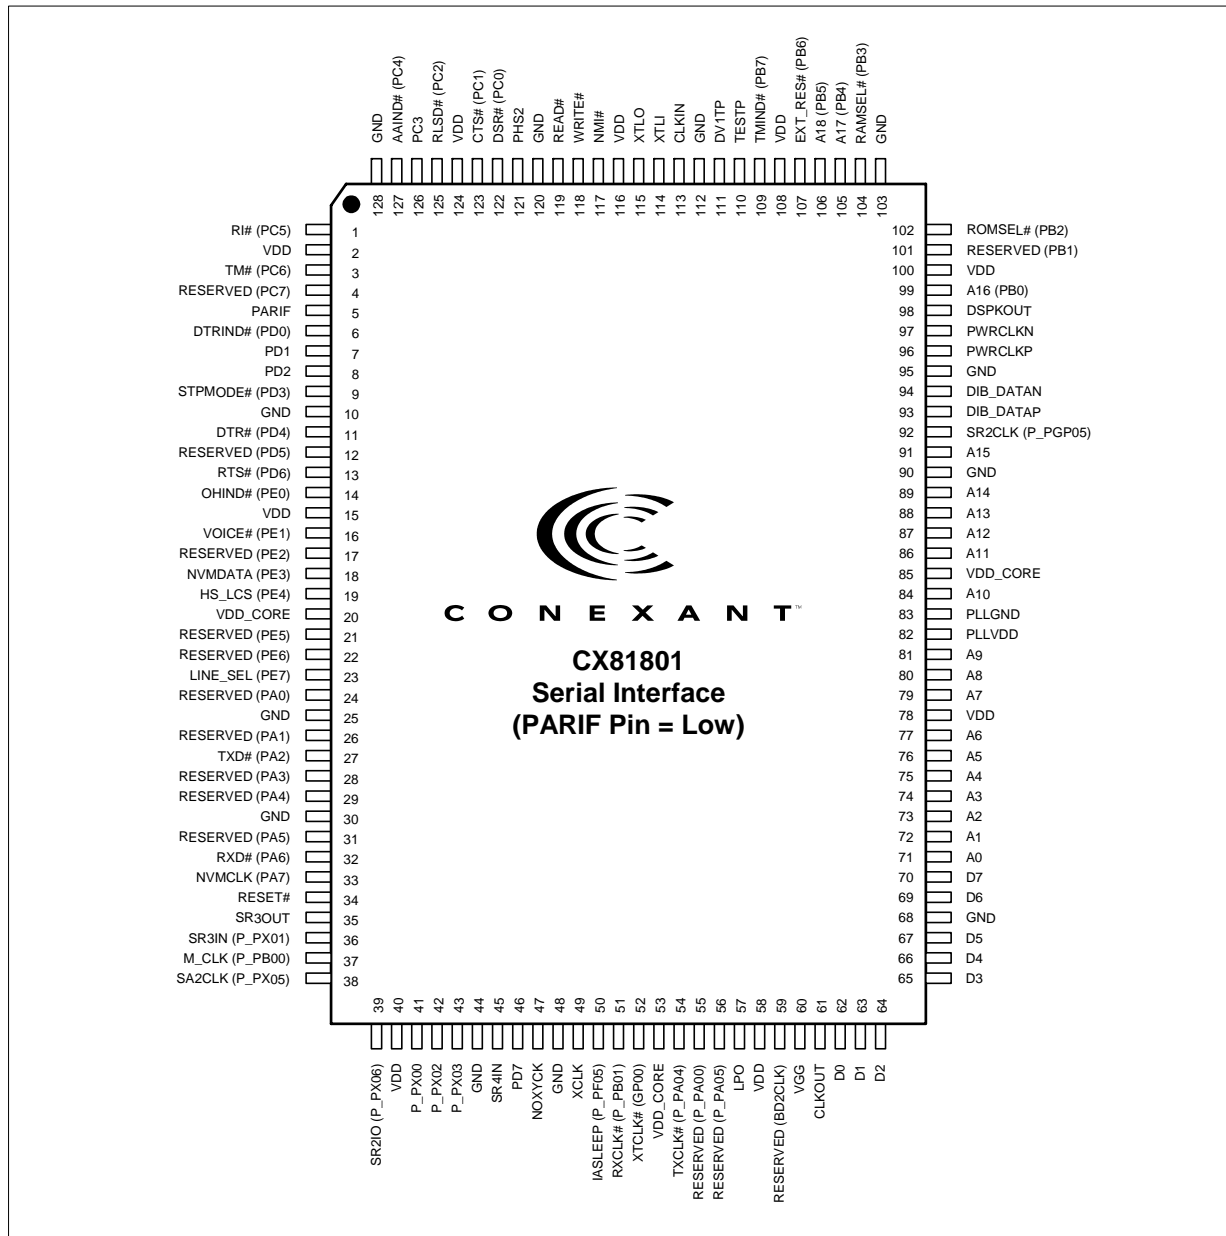 GND
AAIND# (PC4)
PC3
RLSD# (PC2)
VDD
CTS# (PC1)
DSR# (PC0)
PHS2
GND
READ#
WRITE#
NMI#
VDD
XTLO
XTLI
CLKIN
GND
DV1TP
TESTP
TMIND# (PB7)
VDD
EXT_RES# (PB6)
A18 (PB5)
A17 (PB4)
RAMSEL# (PB3)
GND
128 127 126 125 124 123 122 121 120 119 118 117 116 115 114 113 112 111 110 109 108 107 106 105 104 103
RI# (PC5) 1
VDD 2
TM# (PC6) 3
RESERVED (PC7) 4
PARIF 5
DTRIND# (PD0) 6
PD1 7
PD2 8
STPMODE# (PD3) 9
GND 10
DTR# (PD4) 11
RESERVED (PD5) 12
RTS# (PD6) 13
OHIND# (PE0) 14
VDD 15
VOICE# (PE1) 16
RESERVED (PE2) 17
NVMDATA (PE3) 18
HS_LCS (PE4) 19
VDD_CORE 20
RESERVED (PE5) 21
RESERVED (PE6) 22
LINE_SEL (PE7) 23
RESERVED (PA0) 24
GND 25
RESERVED (PA1) 26
TXD# (PA2) 27
RESERVED (PA3) 28
RESERVED (PA4) 29
GND 30
RESERVED (PA5) 31
RXD# (PA6) 32
NVMCLK (PA7) 33
RESET# 34
SR3OUT 35
SR3IN (P_PX01) 36
M_CLK (P_PB00) 37
SA2CLK (P_PX05) 38
CONEXANT™
CX81801
Serial Interface
(PARIF Pin = Low)
102 ROMSEL# (PB2)
101 RESERVED (PB1)
100 VDD
99 A16 (PB0)
98 DSPKOUT
97 PWRCLKN
96 PWRCLKP
95 GND
94 DIB_DATAN
93 DIB_DATAP
92 SR2CLK (P_PGP05)
91 A15
90 GND
89 A14
88 A13
87 A12
86 A11
85 VDD_CORE
84 A10
83 PLLGND
82 PLLVDD
81 A9
80 A8
79 A7
78 VDD
77 A6
76 A5
75 A4
74 A3
73 A2
72 A1
71 A0
70 D7
69 D6
68 GND
67 D5
66 D4
65 D3
39 40 41 42 43 44 45 46 47 48 49 50 51 52 53 54 55 56 57 58 59 60 61 62 63 64
SR2IO (P_PX06)
VDD
P_PX00
P_PX02
P_PX03
GND
SR4IN
PD7
NOXYCK
GND
XCLK
IASLEEP (P_PF05)
RXCLK# (P_PB01)
XTCLK# (GP00)
VDD_CORE
TXCLK# (P_PA04)
RESERVED (P_PA00)
RESERVED (P_PA05)
LPO
VDD
RESERVED (BD2CLK)
VGG
CLKOUT
D0
D1
D2